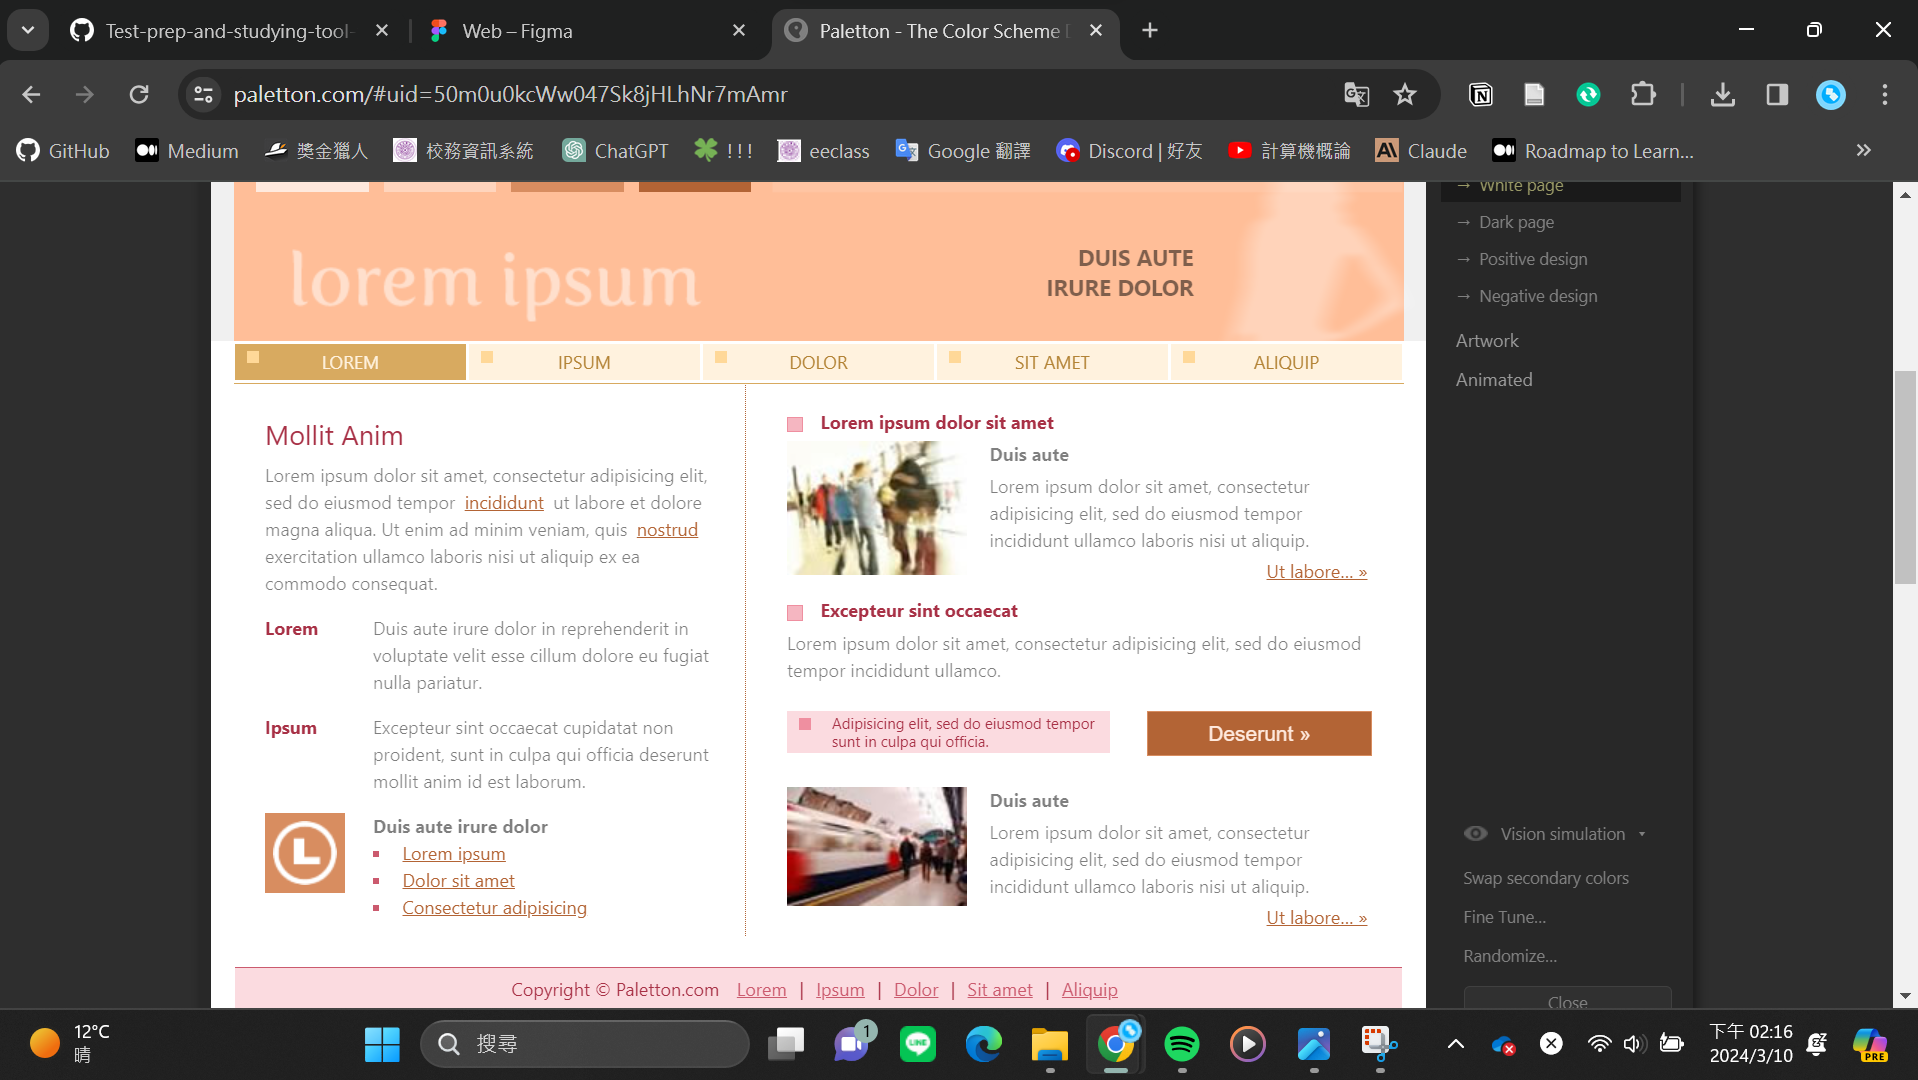 Test-prep-and-studying-tool-
Web – Figma
Paletton - The Color Scheme D
paletton.com/#uid=50m0u0kcWw047Sk8jHLhNr7mAmr
GitHub
Medium
獎金獵人
校務資訊系統
ChatGPT
! ! !
eeclass
Google 翻譯
Discord | 好友
計算機概論
Claude
Roadmap to Learn...
»
→ White page
→ Dark page
→ Positive design
→ Negative design
Artwork
Animated
lorem ipsum
DUIS AUTE
IRURE DOLOR
LOREM
IPSUM
DOLOR
SIT AMET
ALIQUIP
Mollit Anim
Lorem ipsum dolor sit amet, consectetur adipisicing elit,
sed do eiusmod tempor incididunt ut labore et dolore
magna aliqua. Ut enim ad minim veniam, quis nostrud
exercitation ullamco laboris nisi ut aliquip ex ea
commodo consequat.
Lorem
Duis aute irure dolor in reprehenderit in
voluptate velit esse cillum dolore eu fugiat
nulla pariatur.
Ipsum
Excepteur sint occaecat cupidatat non
proident, sunt in culpa qui officia deserunt
mollit anim id est laborum.
L
Duis aute irure dolor
Lorem ipsum
Dolor sit amet
Consectetur adipisicing
Lorem ipsum dolor sit amet
Duis aute
Lorem ipsum dolor sit amet, consectetur
adipisicing elit, sed do eiusmod tempor
incididunt ullamco laboris nisi ut aliquip.
Ut labore... »
Excepteur sint occaecat
Lorem ipsum dolor sit amet, consectetur adipisicing elit, sed do eiusmod
tempor incididunt ullamco.
Adipisicing elit, sed do eiusmod tempor
sunt in culpa qui officia.
Deserunt »
Duis aute
Lorem ipsum dolor sit amet, consectetur
adipisicing elit, sed do eiusmod tempor
incididunt ullamco laboris nisi ut aliquip.
Ut labore... »
Copyright © Paletton.com Lorem | Ipsum | Dolor | Sit amet | Aliquip
Vision simulation
Swap secondary colors
Fine Tune...
Randomize...
Close
12°C
晴
搜尋
1
LINE
下午 02:16
2024/3/10
PRE